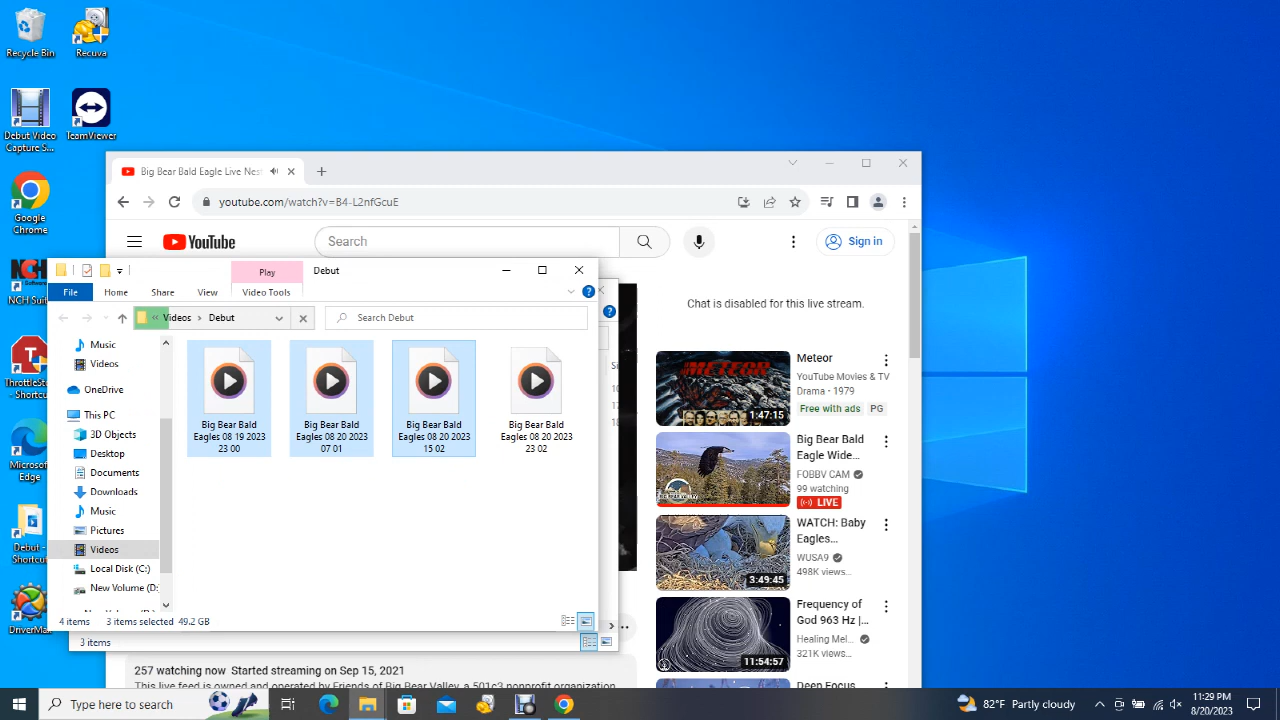 Recycle Bin
Recuva
Debut Video
Capture S...
TeamViewer
Google
Chrome
NCH Suit
ThrottleSto
- Shortcu
Microsof
Edge
Debut -
Shortcu
DriverMa
Big Bear Bald Eagle Live Nes
youtube.com/watch?v=B4-L2nfGcuE
YouTube
Search
Sign in
Chat is disabled for this live stream.
Meteor
YouTube Movies & TV
Drama • 1979
Free with ads
PG
THE METEOR
1:47:15
Big Bear Bald
Eagle Wide...
FOBBV CAM
99 watching
LIVE
WATCH: Baby
Eagles...
WUSA9
498K views...
3:49:45
Frequency of
God 963 Hz |...
Healing Mel...
321K views...
11:54:57
Deep Focus
257 watching now Started streaming on Sep 15, 2021
This live feed is owned and operated by Friends of Big Bear Valley, a 501c3 nonprofit organization
Play
Debut
File
Home
Share
View
Video Tools
« Videos › Debut
Search Debut
Music
Videos
OneDrive
This PC
3D Objects
Desktop
Documents
Downloads
Music
Pictures
Videos
Local Disk (C:)
New Volume (D:
Big Bear Bald
Eagles 08 19 2023
23 00
Big Bear Bald
Eagles 08 20 2023
07 01
Big Bear Bald
Eagles 08 20 2023
15 02
Big Bear Bald
Eagles 08 20 2023
23 02
4 items
3 items selected 49.2 GB
3 items
Type here to search
82°F Partly cloudy
11:29 PM
8/20/2023